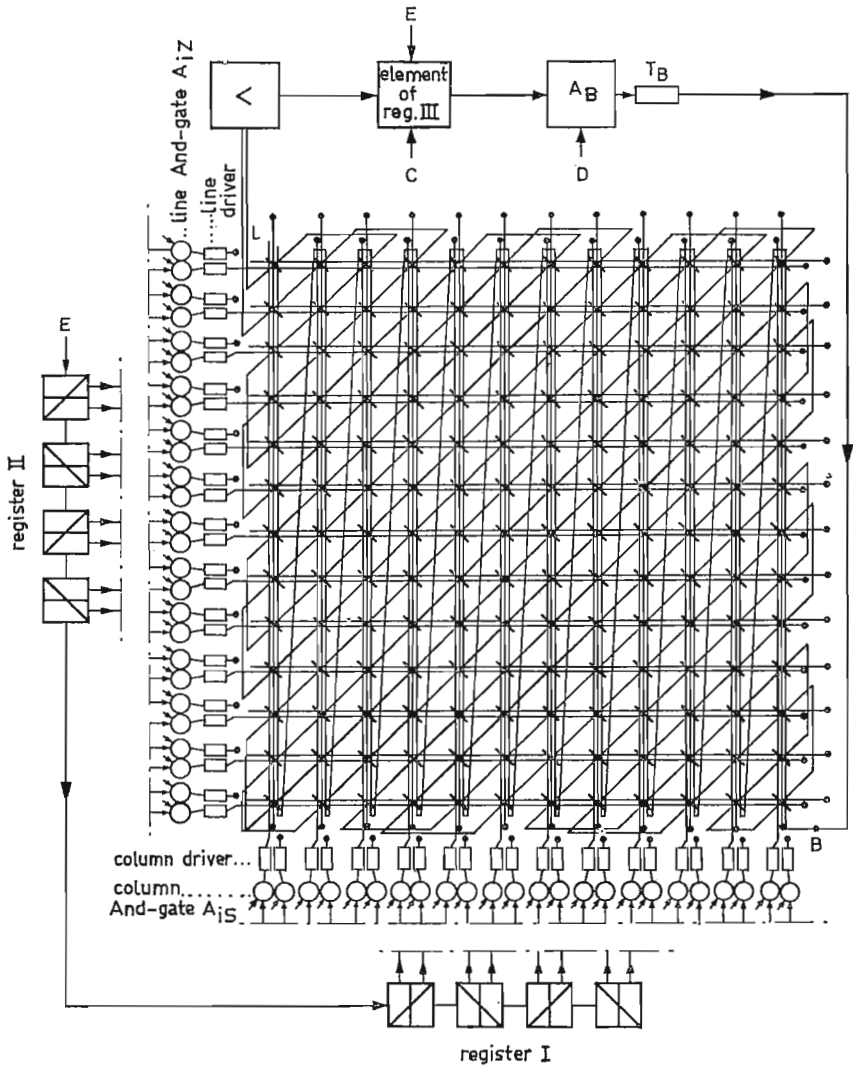 E
<
element
of
reg.III
A_B
T_B
C
D
line And-gate A_iZ
line
driver
L
E
register II
B
column driver...
column
And-gate A_iS
register I